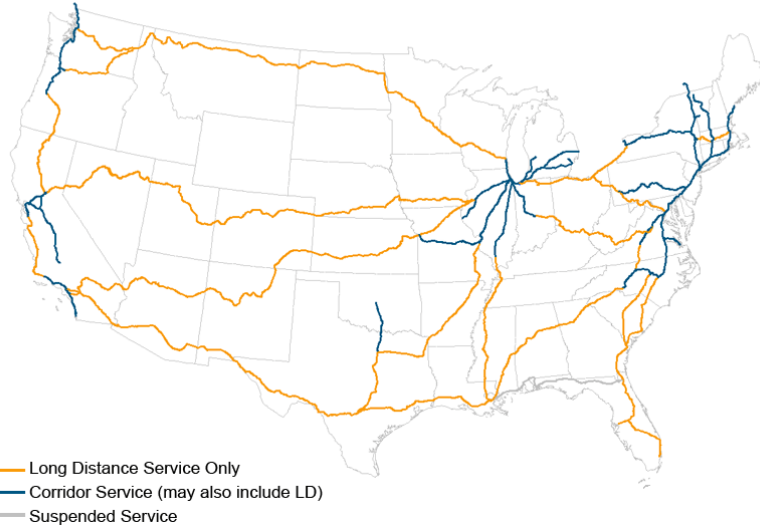 Long Distance Service Only
Corridor Service (may also include LD)
Suspended Service